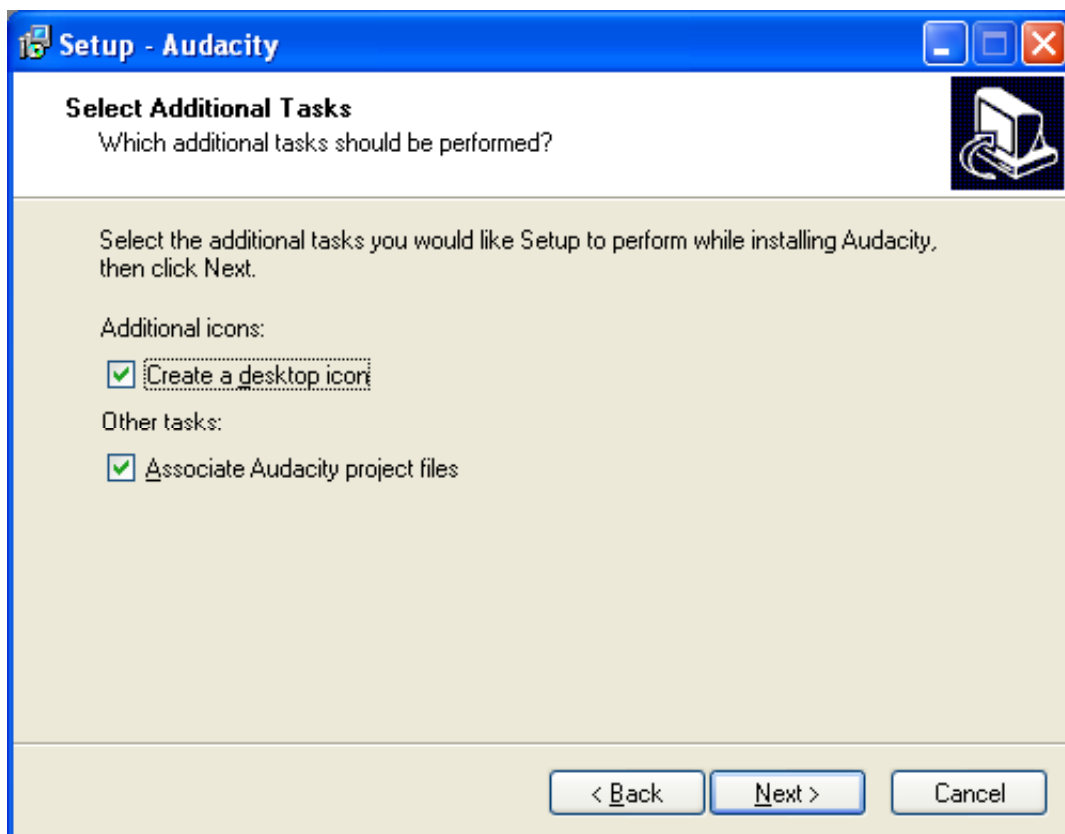 Setup - Audacity
Select Additional Tasks
Which additional tasks should be performed?
Select the additional tasks you would like Setup to perform while installing Audacity,
then click Next.
Additional icons:
Create a desktop icon
Other tasks:
Associate Audacity project files
< Back Next > Cancel